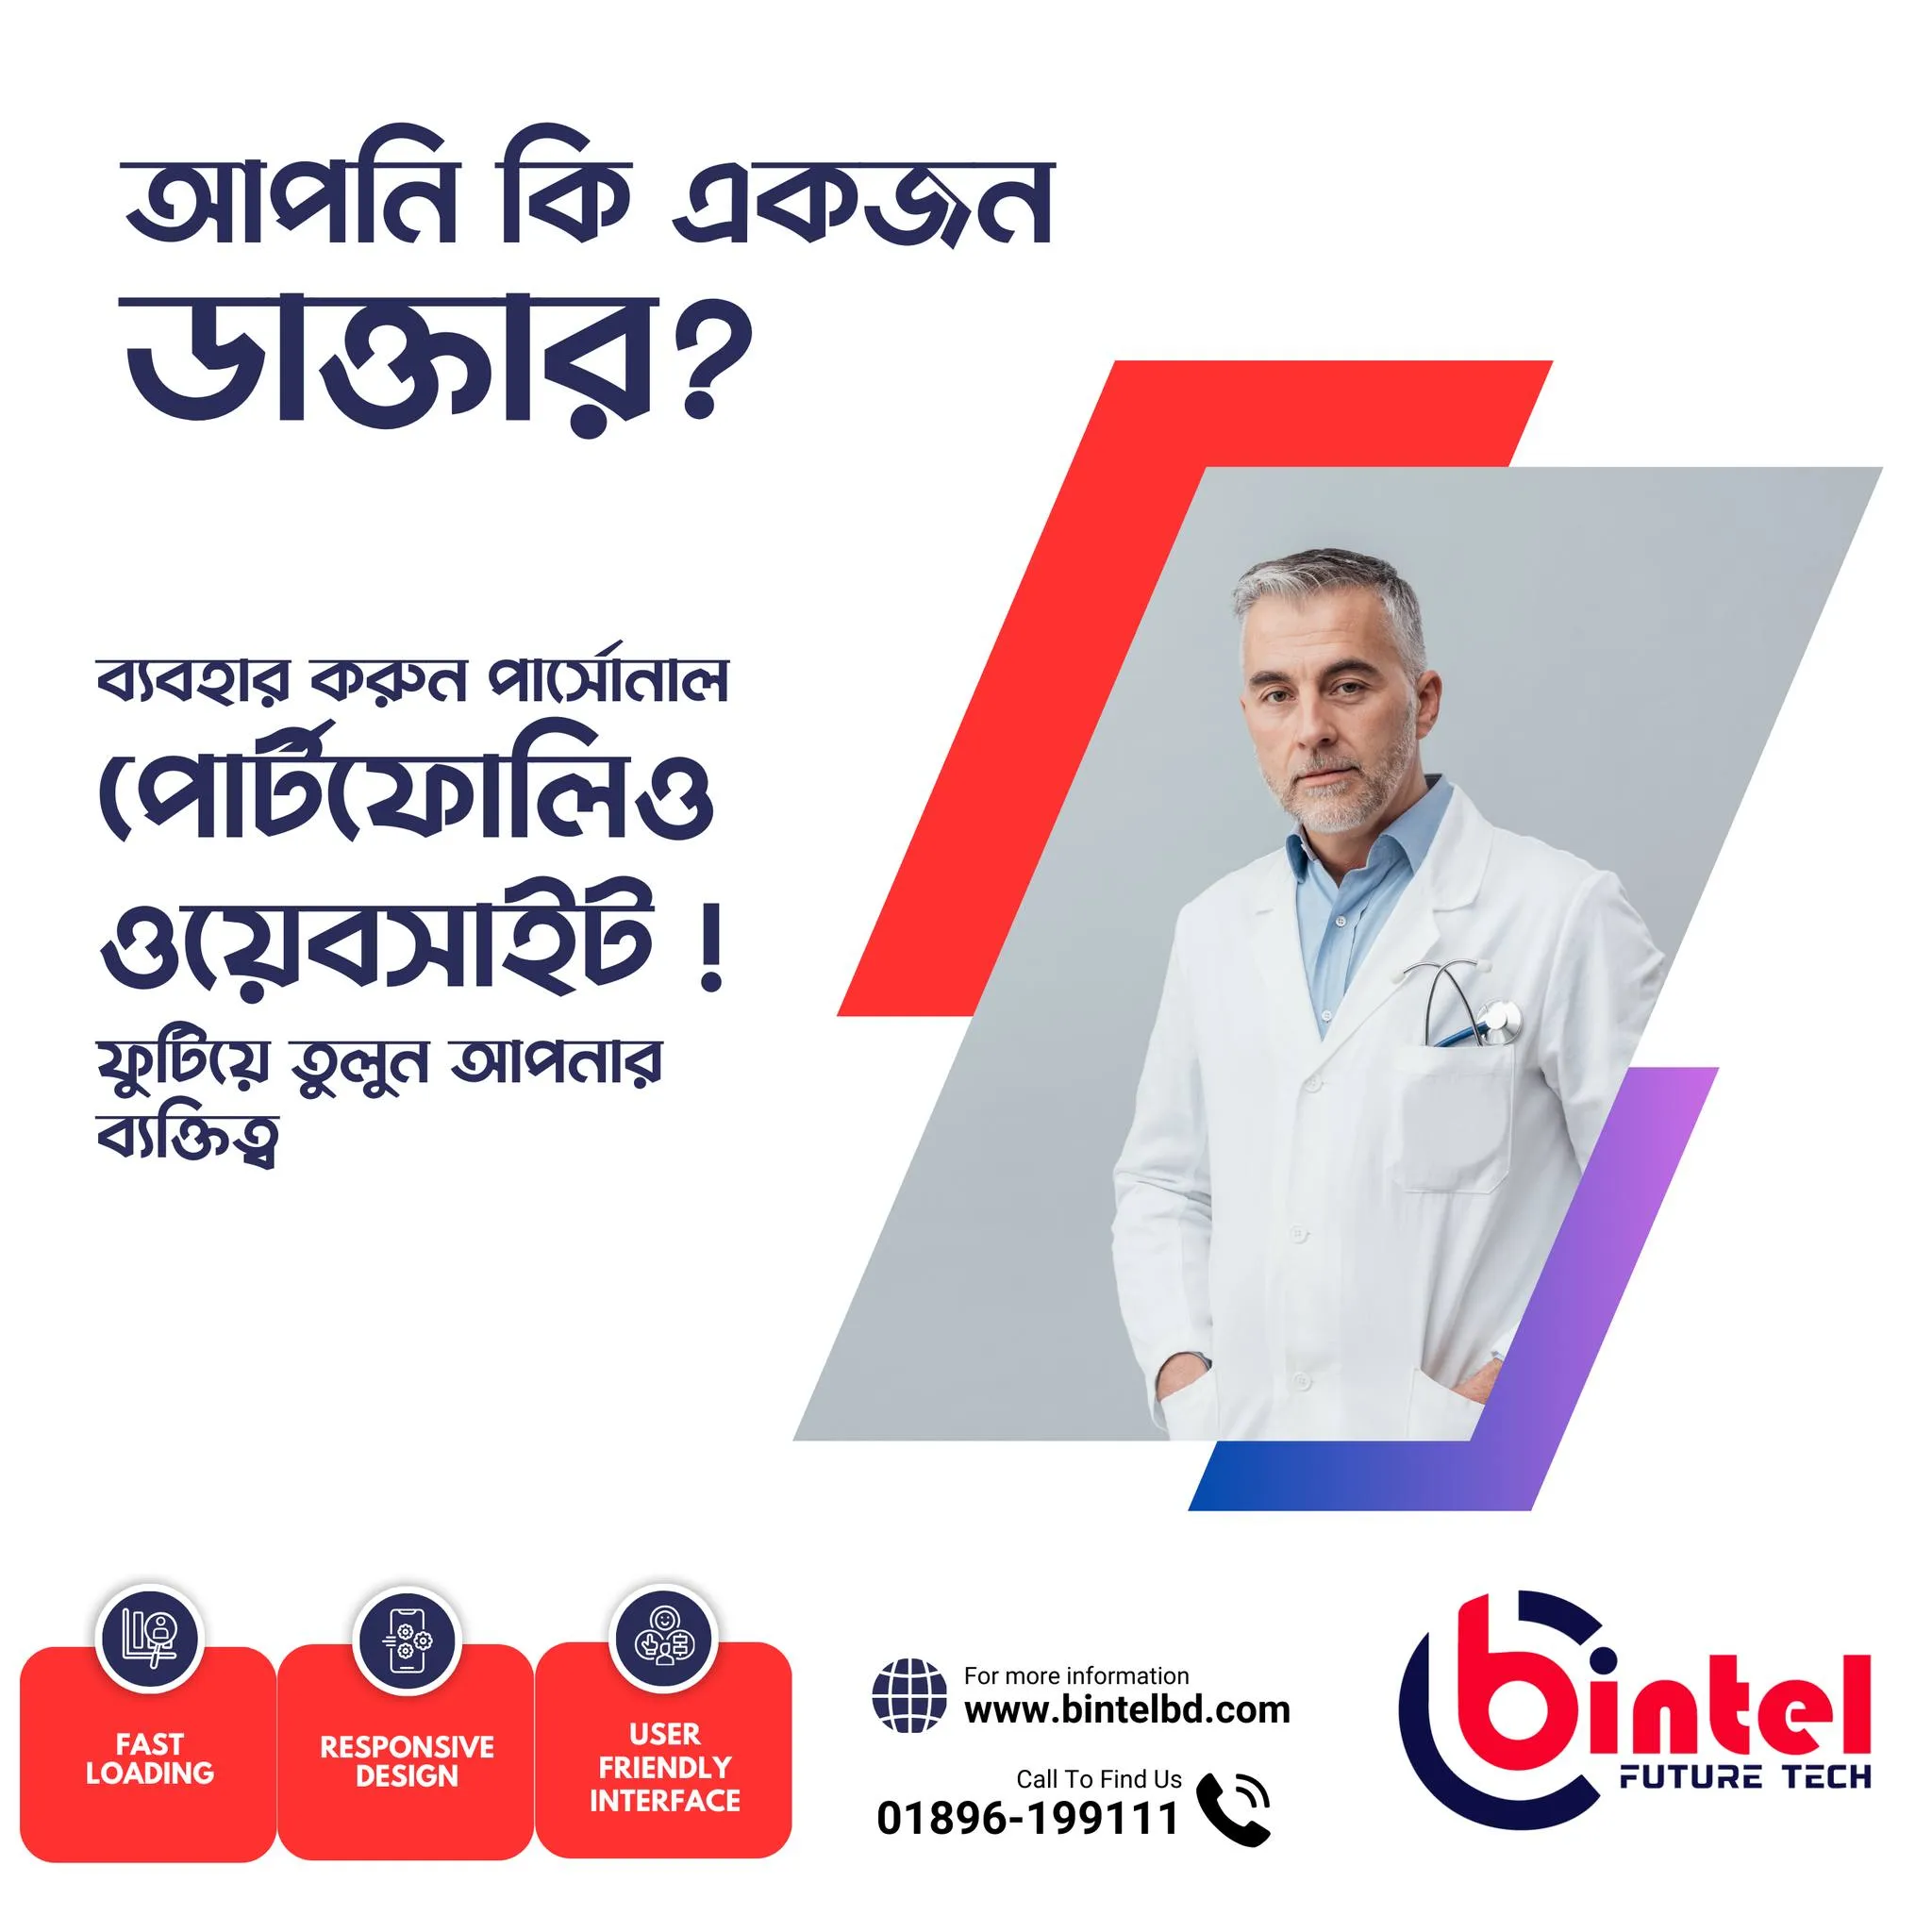 আপনি কি একজন
ডাক্তার?
ব্যবহার করুন পার্সোনাল
পোর্টফোলিও
ওয়েবসাইট !
ফুটিয়ে তুলুন আপনার
ব্যক্তিত্ব
FAST
LOADING
RESPONSIVE
DESIGN
USER
FRIENDLY
INTERFACE
For more information
www.bintelbd.com
Call To Find Us
01896-199111
bintel
FUTURE TECH